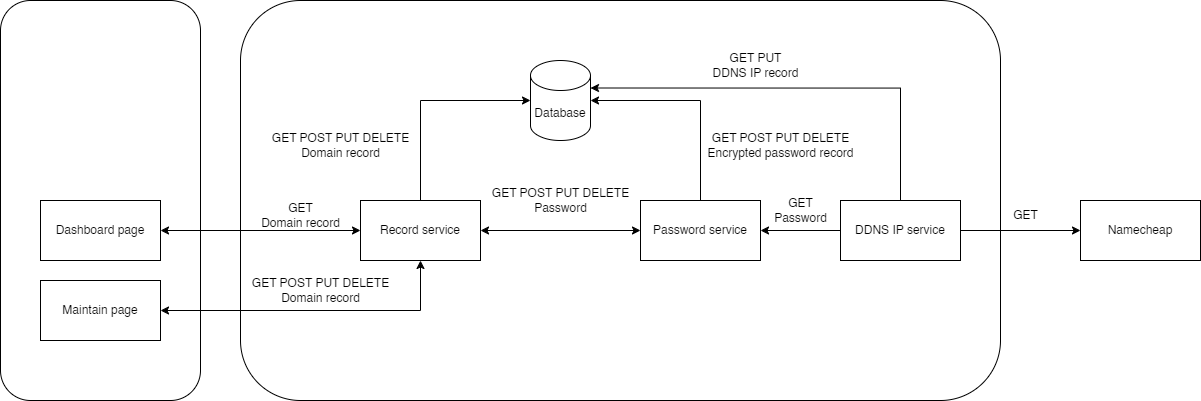 GET PUT
DDNS IP record
Database
GET POST PUT DELETE
Domain record
GET POST PUT DELETE
Encrypted password record
GET POST PUT DELETE
Password
GET
Domain record
GET
Password
GET
Dashboard page
Record service
Password service
DDNS IP service
Namecheap
GET POST PUT DELETE
Domain record
Maintain page